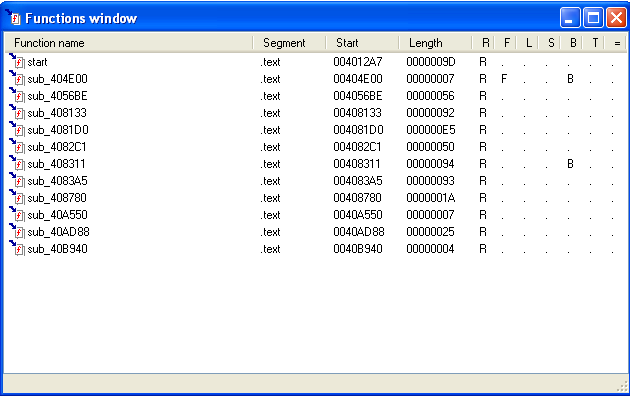 Functions window
Function name Segment Start Length R F L S B T =
start .text 004012A7 0000009D R . . . . . .
sub_404E00 .text 00404E00 00000007 R F . . B . .
sub_4056BE .text 004056BE 00000056 R . . . . . .
sub_408133 .text 00408133 00000092 R . . . . . .
sub_4081D0 .text 004081D0 000000E5 R . . . . . .
sub_4082C1 .text 004082C1 00000050 R . . . . . .
sub_408311 .text 00408311 00000094 R . . . B . .
sub_4083A5 .text 004083A5 00000093 R . . . . . .
sub_408780 .text 00408780 0000001A R . . . . . .
sub_40A550 .text 0040A550 00000007 R . . . . . .
sub_40AD88 .text 0040AD88 00000025 R . . . . . .
sub_40B940 .text 0040B940 00000004 R . . . . . .